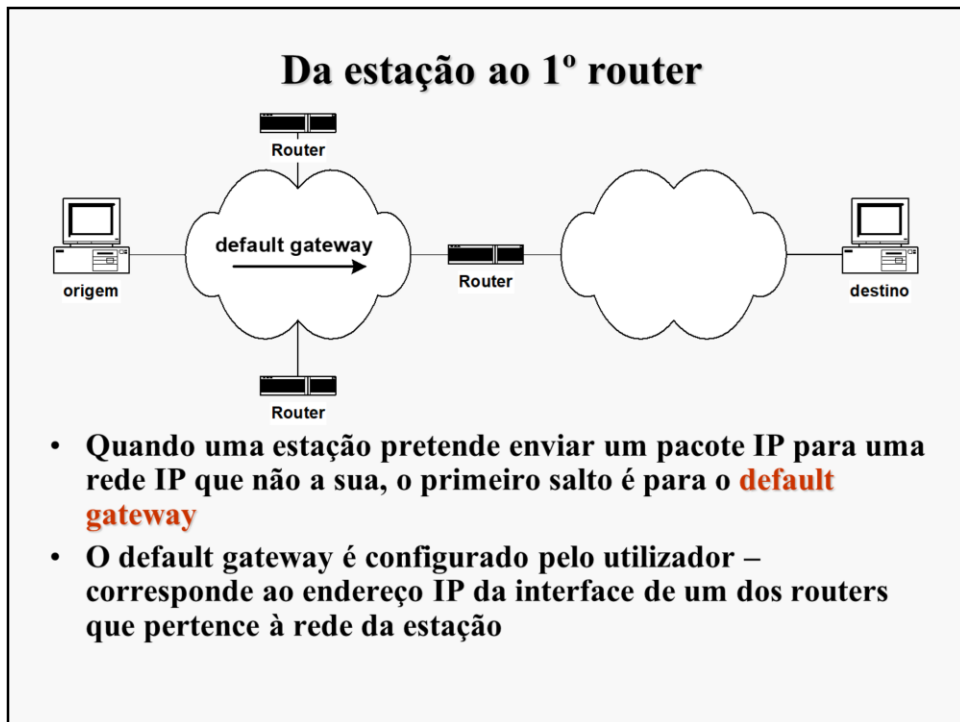 Da estação ao 1º router
Router
default gateway
origem
Router
destino
Router
• Quando uma estação pretende enviar um pacote IP para uma
rede IP que não a sua, o primeiro salto é para o default
gateway
• O default gateway é configurado pelo utilizador –
corresponde ao endereço IP da interface de um dos routers
que pertence à rede da estação